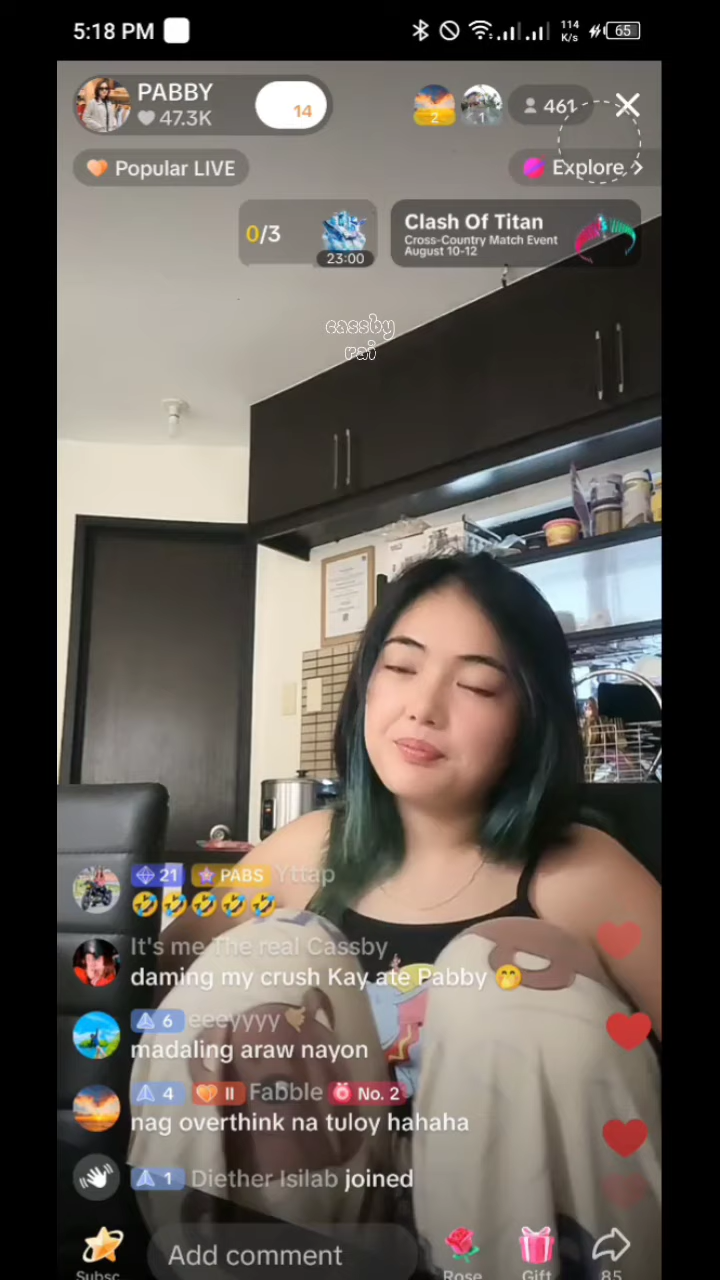 5:18 PM
114
K/s
65
PABBY
47.3K
14
2
1
461
Popular LIVE
Explore
0/3
23:00
Clash Of Titan
Cross-Country Match Event
August 10-12
cassby
rai
21 PABS Yttap
It's me The real Cassby
daming my crush Kay ate Pabby
6 eeeyyyy
madaling araw nayon
4 II Fabble No. 2
nag overthink na tuloy hahaha
1 Diether Isilab joined
Subsc
Add comment
Rose
Gift
85